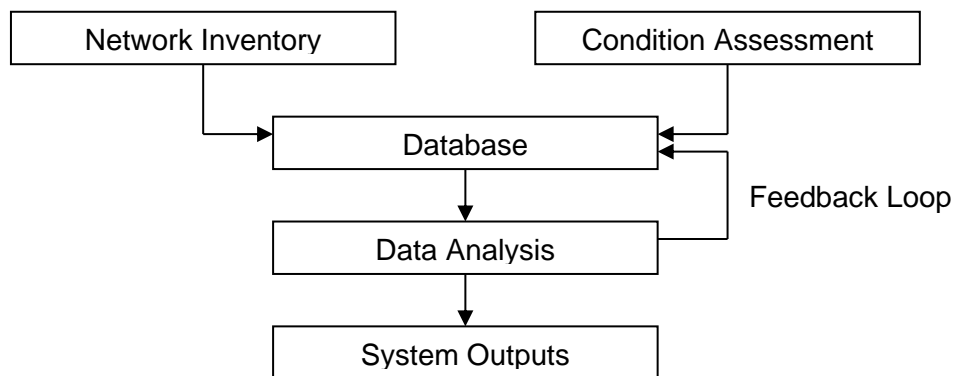 Network Inventory
Condition Assessment
Database
Feedback Loop
Data Analysis
System Outputs